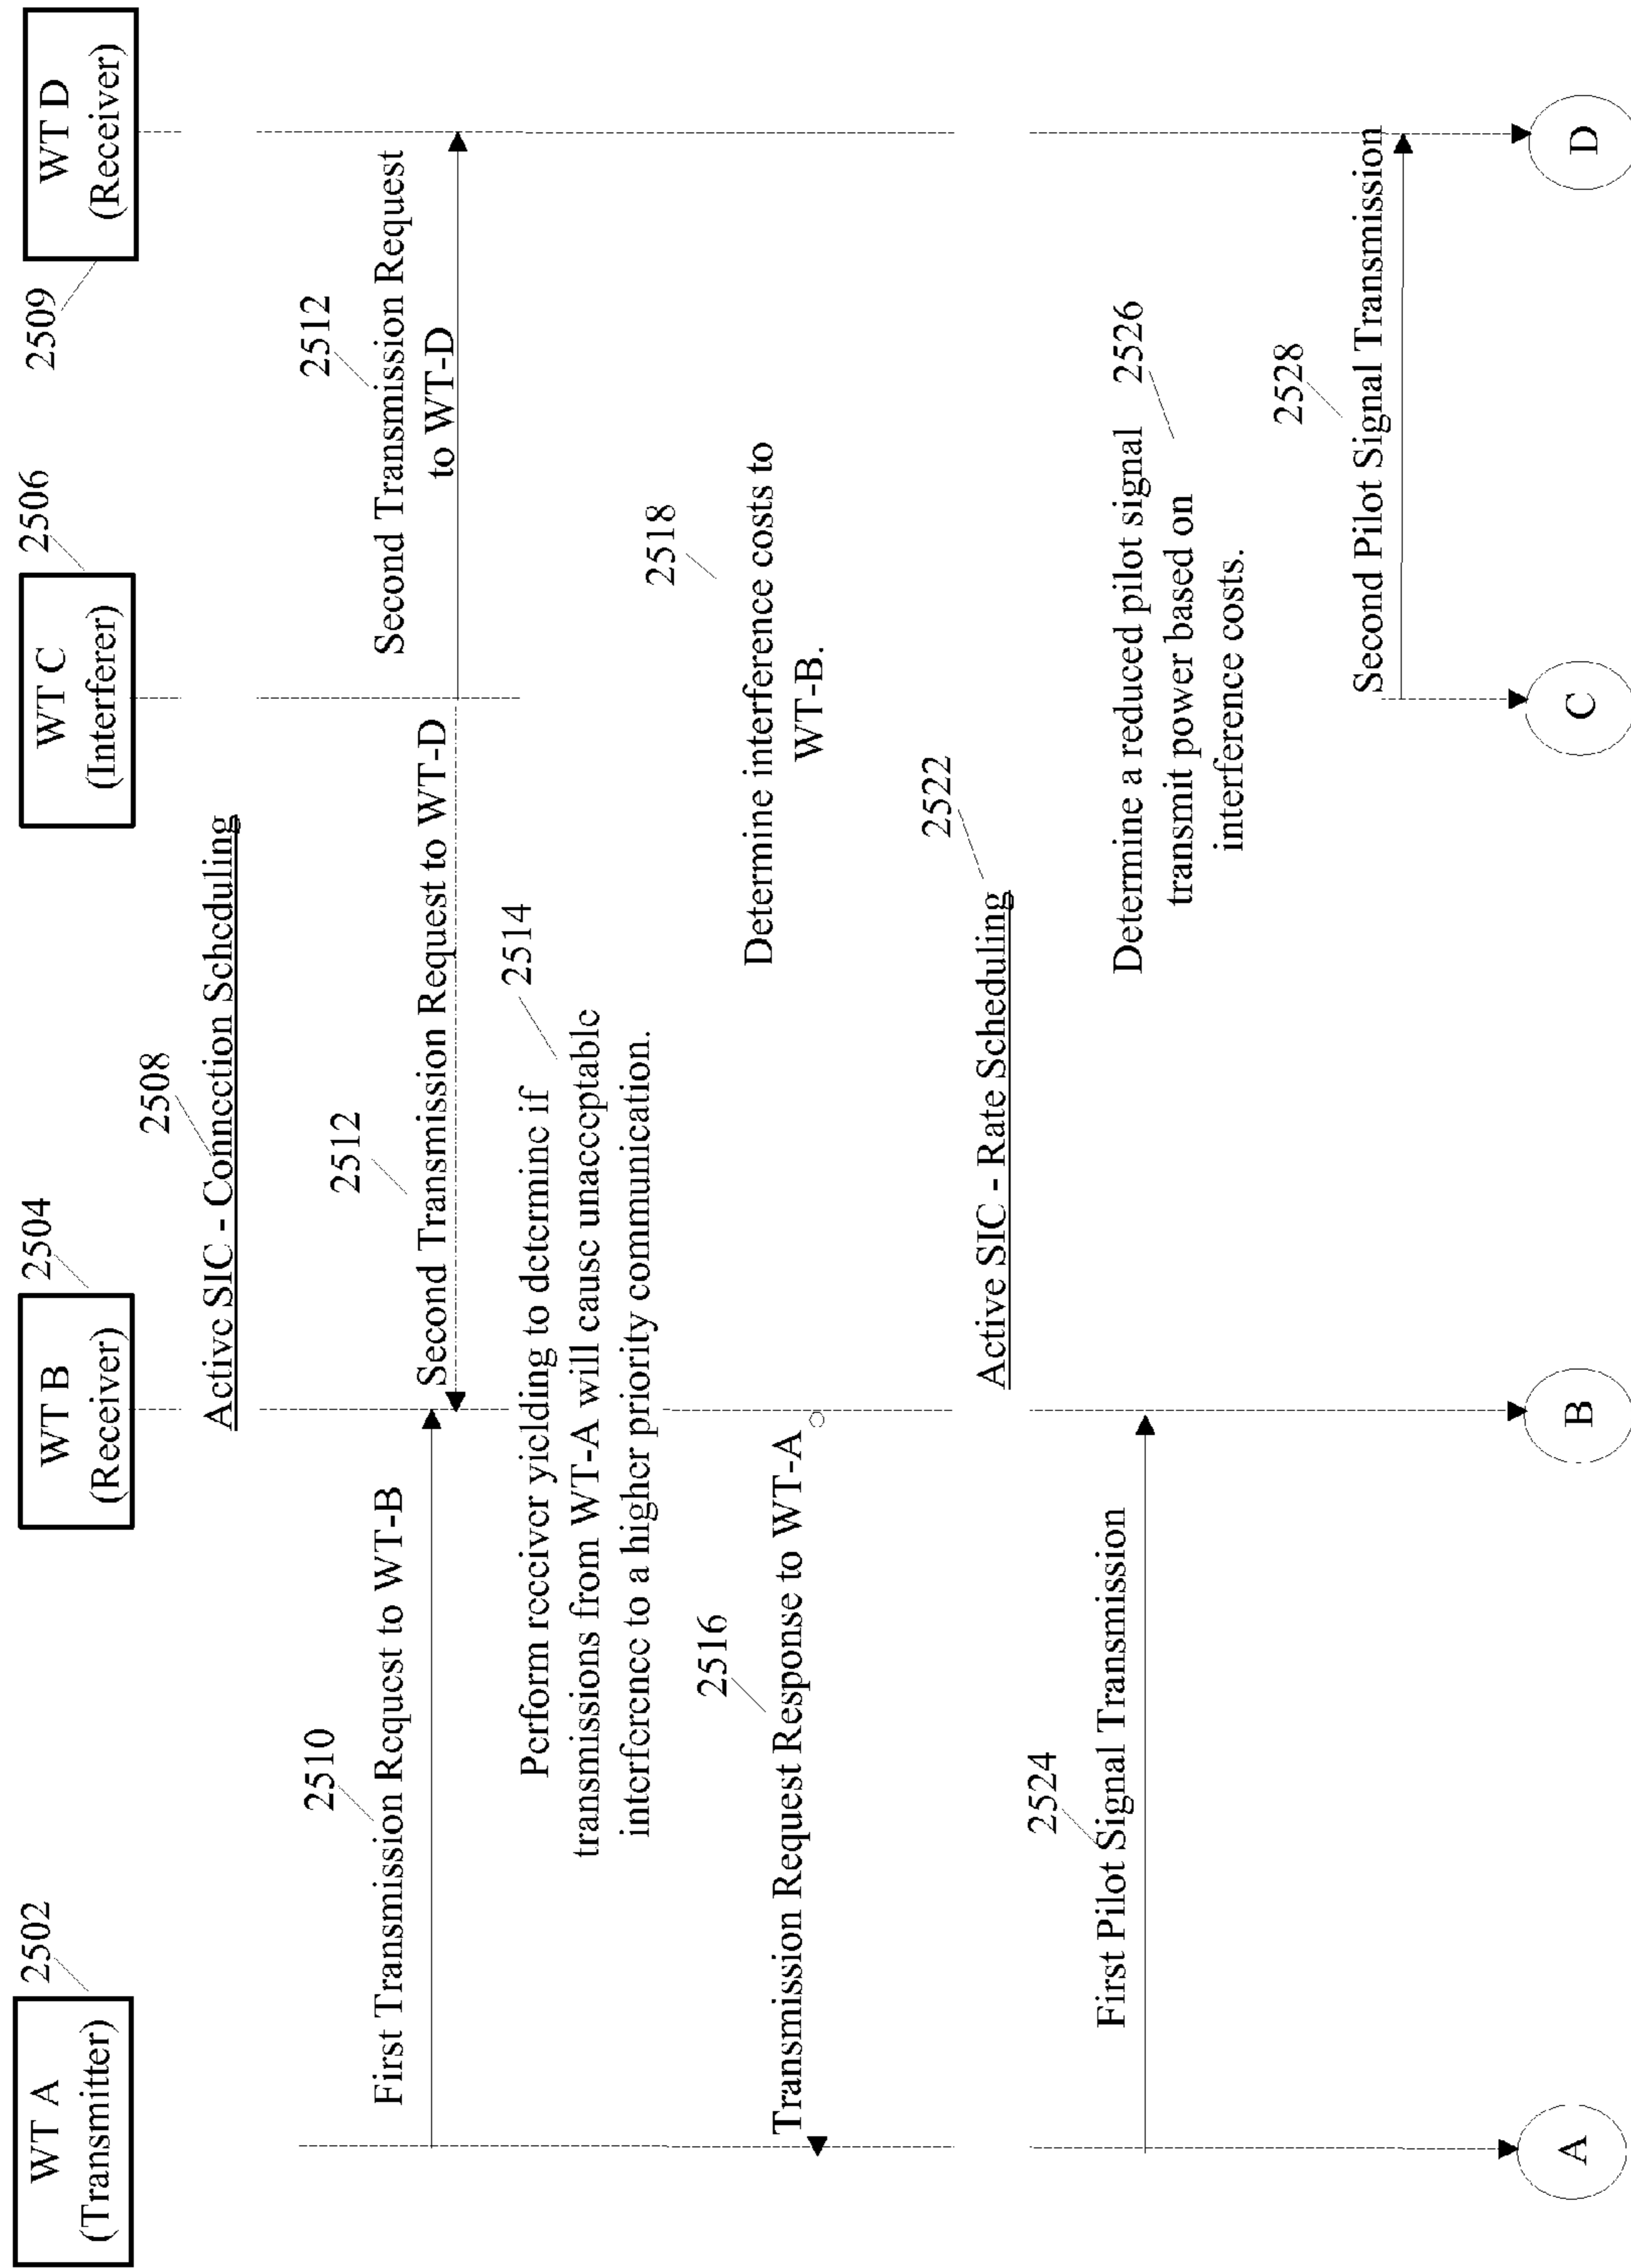 WT A
(Transmitter)
2502
WT B
(Receiver)
2504
WT C
(Interferer)
2506
WT D
(Receiver)
2509
2508
Active SIC - Connection Scheduling
2510
First Transmission Request to WT-B
2512
Second Transmission Request to WT-D
2512
Second Transmission Request
to WT-D
2514
Perform receiver yielding to determine if
transmissions from WT-A will cause unacceptable
interference to a higher priority communication.
2516
Transmission Request Response to WT-A
2518
Determine interference costs to
WT-B.
2522
Active SIC - Rate Scheduling
2524
First Pilot Signal Transmission
2526
Determine a reduced pilot signal
transmit power based on
interference costs.
2528
Second Pilot Signal Transmission
A
B
C
D